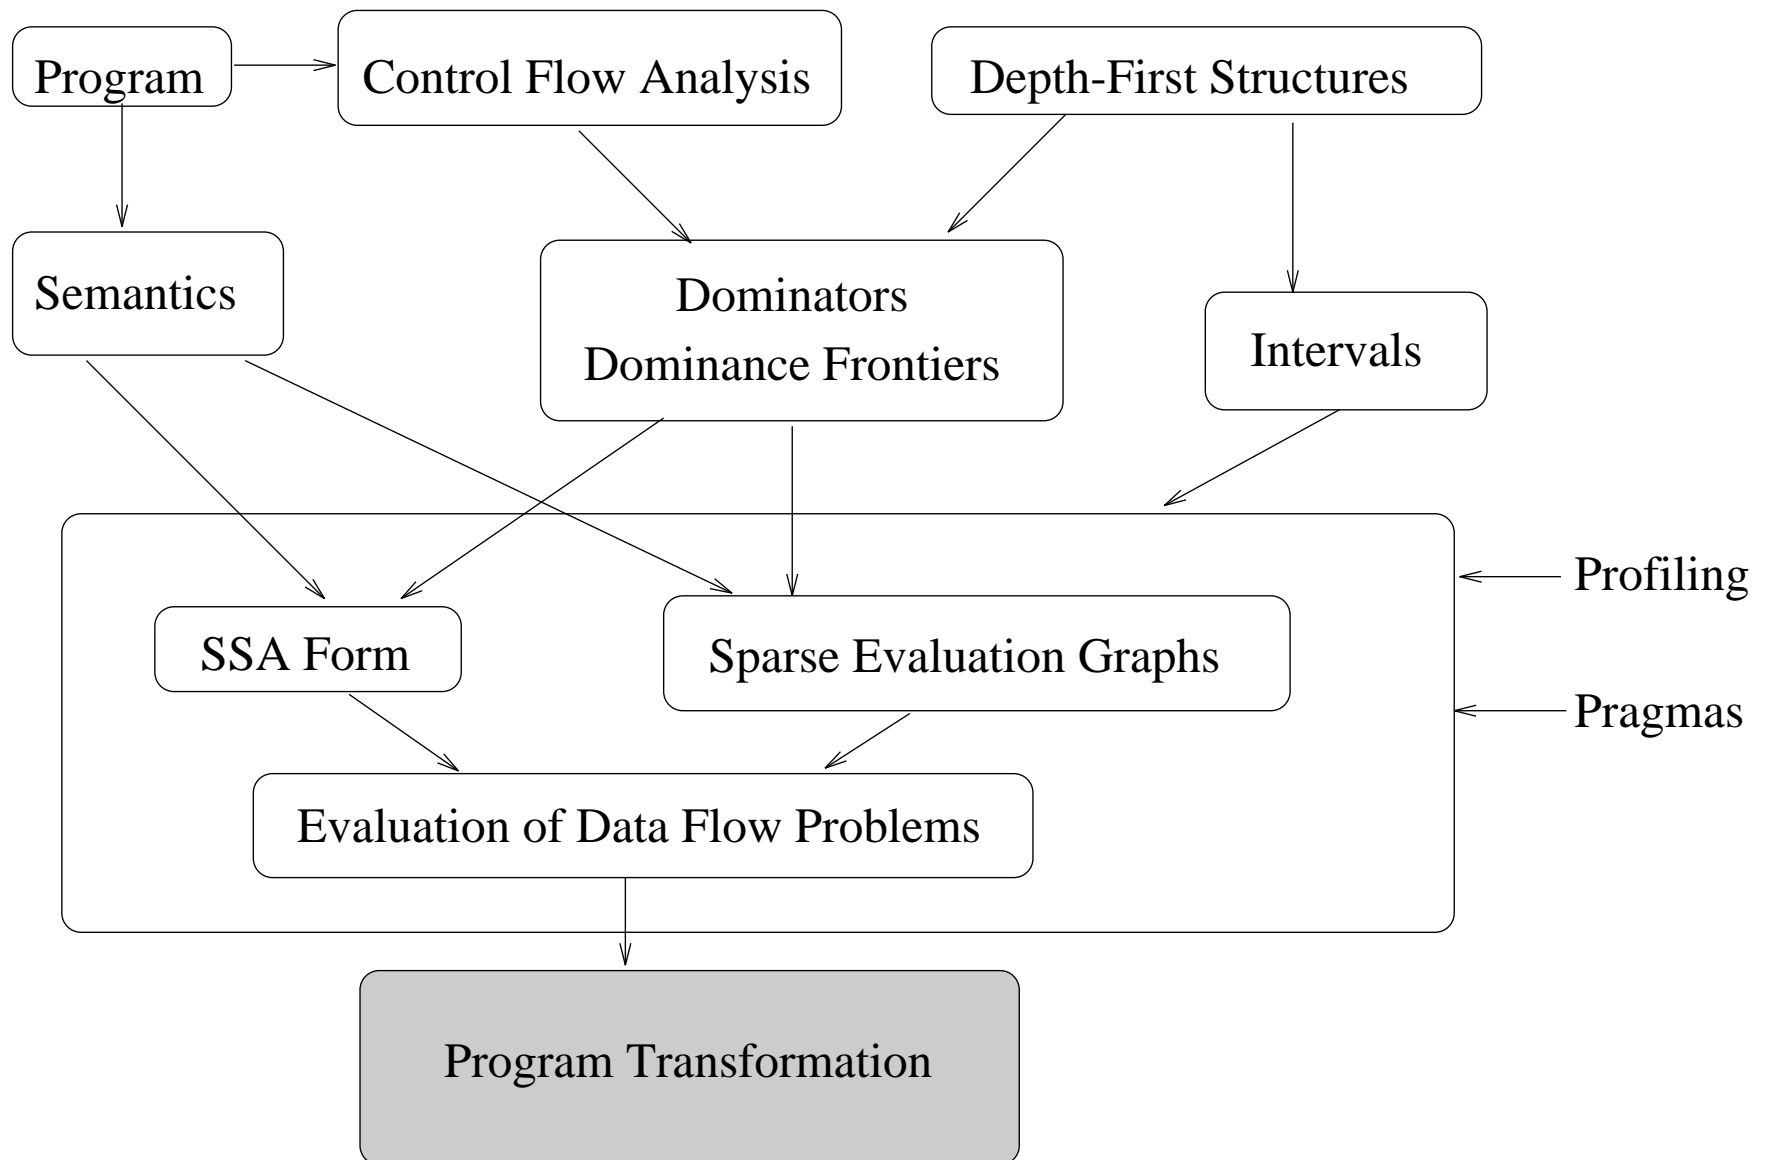 Program
Control Flow Analysis
Depth-First Structures
Semantics
Dominators
Dominance Frontiers
Intervals
Profiling
SSA Form
Sparse Evaluation Graphs
Pragmas
Evaluation of Data Flow Problems
Program Transformation